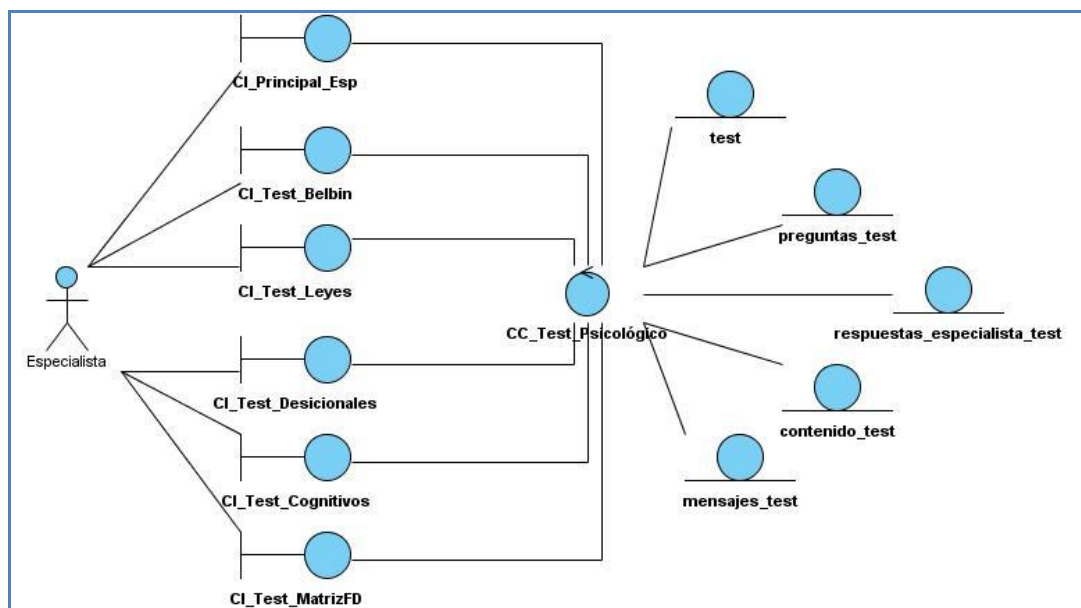 CI_Principal_Esp
CI_Test_Belbin
CI_Test_Leyes
Especialista
CI_Test_Desicionales
CI_Test_Cognitivos
CI_Test_MatrizFD
CC_Test_Psicológico
test
preguntas_test
respuestas_especialista_test
contenido_test
mensajes_test